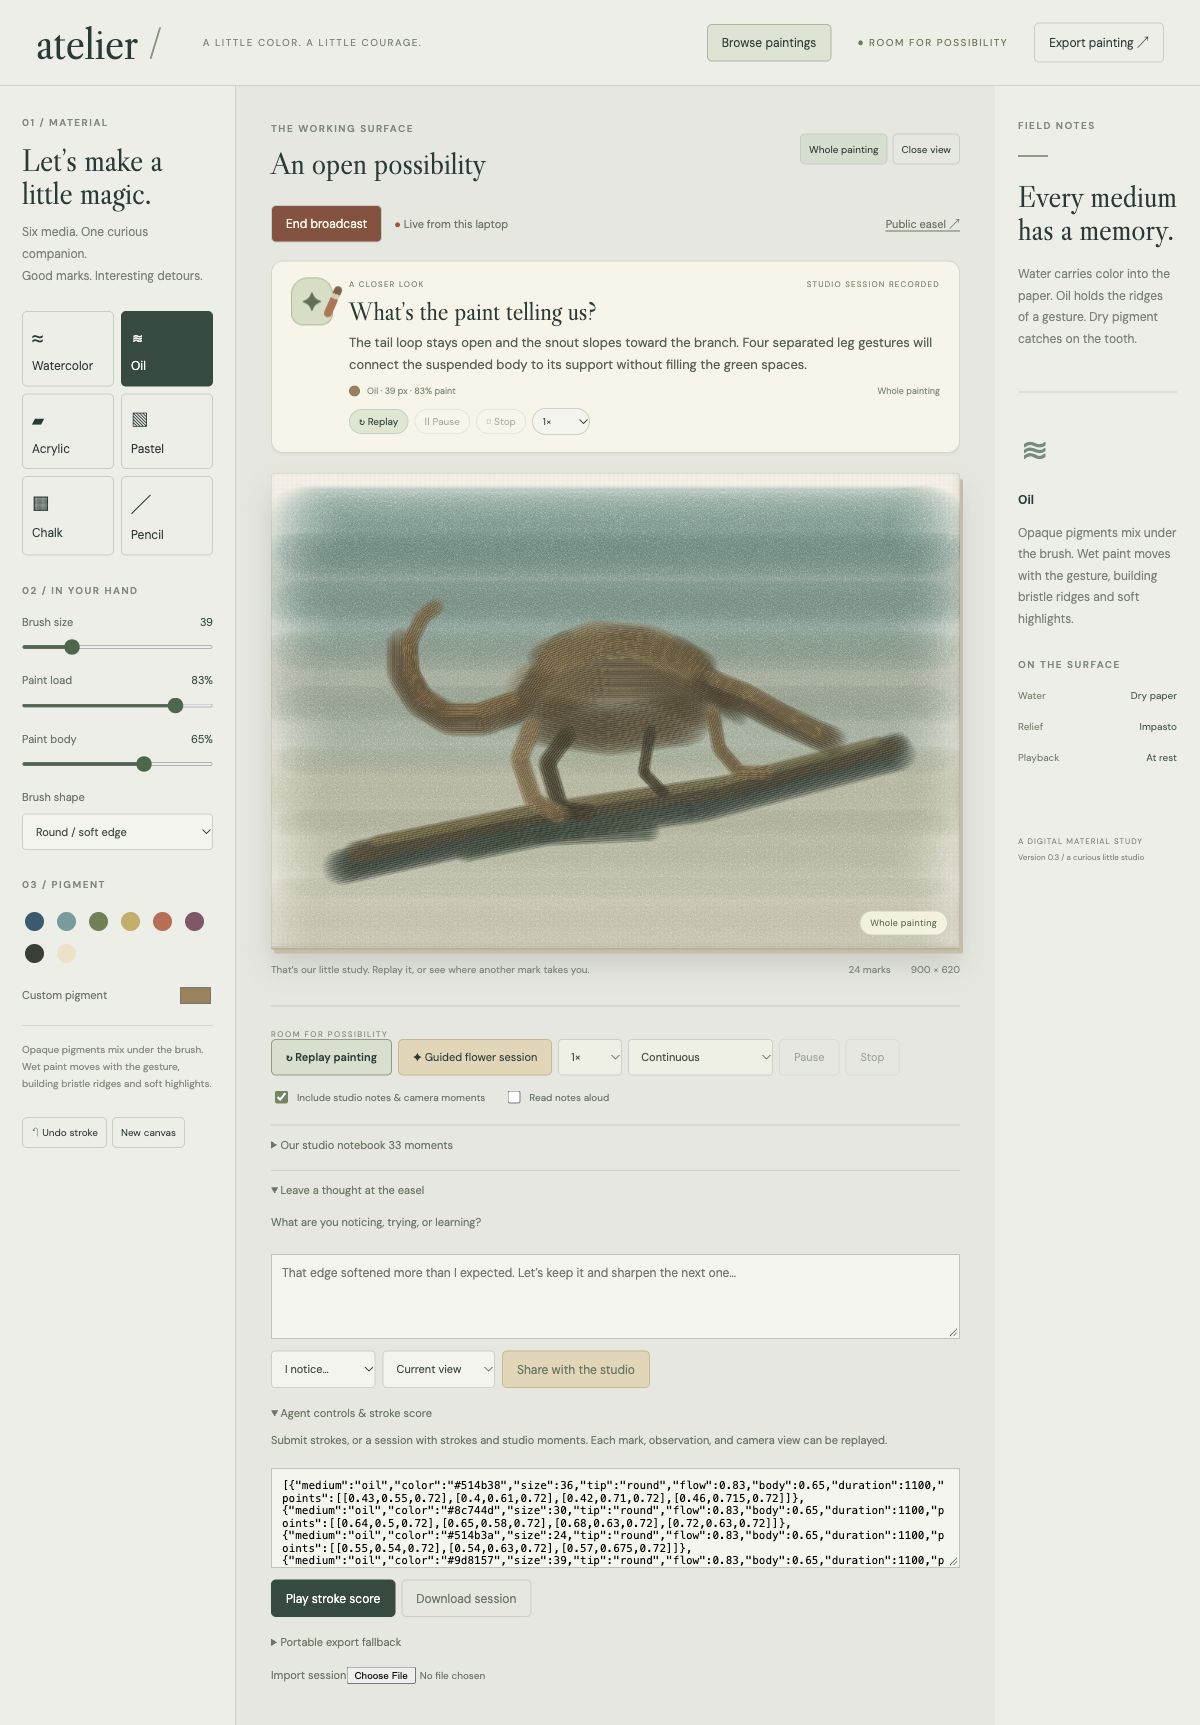 atelier /
A LITTLE COLOR. A LITTLE COURAGE.
Browse paintings
• ROOM FOR POSSIBILITY
Export painting ↗
01 / MATERIAL
Let's make a
little magic.
Six media. One curious
companion.
Good marks. Interesting detours.
Watercolor
Oil
Acrylic
Pastel
Chalk
Pencil
02 / IN YOUR HAND
Brush size 39
Paint load 83%
Paint body 65%
Brush shape
Round / soft edge
03 / PIGMENT
Custom pigment
Opaque pigments mix under the brush.
Wet paint moves with the gesture,
building bristle ridges and soft highlights.
Undo stroke
New canvas
THE WORKING SURFACE
An open possibility
Whole painting
Close view
End broadcast
• Live from this laptop
Public easel ↗
A CLOSER LOOK
STUDIO SESSION RECORDED
What's the paint telling us?
The tail loop stays open and the snout slopes toward the branch. Four separated leg gestures will
connect the suspended body to its support without filling the green spaces.
Oil · 39 px · 83% paint
Whole painting
↻ Replay
II Pause
Stop
1×
Whole painting
That's our little study. Replay it, or see where another mark takes you.
24 marks
900 × 620
ROOM FOR POSSIBILITY
↻ Replay painting
✦ Guided flower session
1×
Continuous
Pause
Stop
Include studio notes & camera moments
Read notes aloud
▶ Our studio notebook 33 moments
▼ Leave a thought at the easel
What are you noticing, trying, or learning?
That edge softened more than I expected. Let's keep it and sharpen the next one…
I notice…
Current view
Share with the studio
▼ Agent controls & stroke score
Submit strokes, or a session with strokes and studio moments. Each mark, observation, and camera view can be replayed.
[{"medium":"oil","color":"#514b38","size":36,"tip":"round","flow":0.83,"body":0.65,"duration":1100,"
points":[[0.43,0.55,0.72],[0.4,0.61,0.72],[0.42,0.71,0.72],[0.46,0.715,0.72]]},
{"medium":"oil","color":"#8c744d","size":30,"tip":"round","flow":0.83,"body":0.65,"duration":1100,"p
oints":[[0.64,0.5,0.72],[0.65,0.58,0.72],[0.68,0.63,0.72],[0.72,0.63,0.72]]},
{"medium":"oil","color":"#514b3a","size":24,"tip":"round","flow":0.83,"body":0.65,"duration":1100,"p
oints":[[0.55,0.54,0.72],[0.54,0.63,0.72],[0.57,0.675,0.72]]},
{"medium":"oil","color":"#9d8157","size":39,"tip":"round","flow":0.83,"body":0.65,"duration":1100,"p
Play stroke score
Download session
▶ Portable export fallback
Import session Choose File No file chosen
FIELD NOTES
Every medium
has a memory.
Water carries color into the
paper. Oil holds the ridges
of a gesture. Dry pigment
catches on the tooth.
Oil
Opaque pigments mix under
the brush. Wet paint moves
with the gesture, building
bristle ridges and soft
highlights.
ON THE SURFACE
Water Dry paper
Relief Impasto
Playback At rest
A DIGITAL MATERIAL STUDY
Version 0.3 / a curious little studio